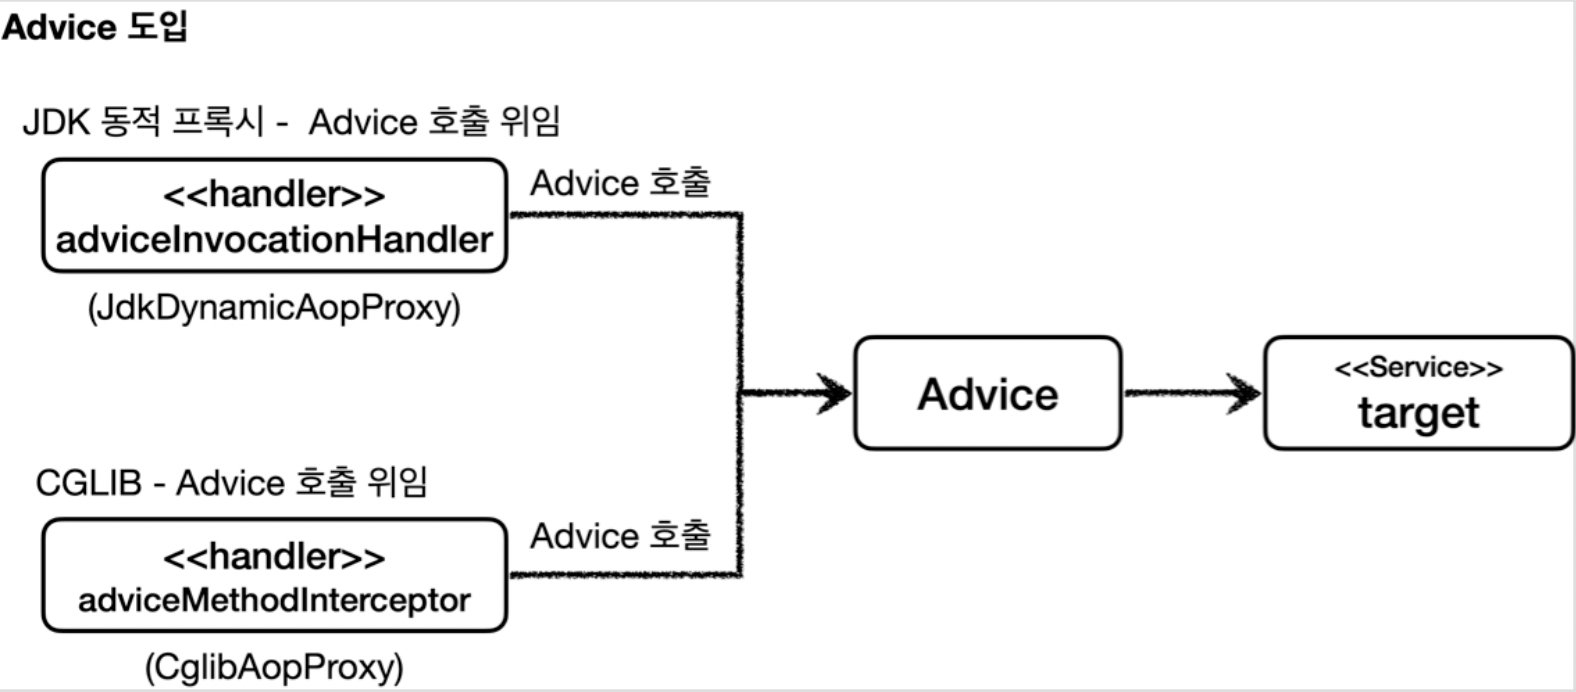 Advice 도입
JDK 동적 프록시 - Advice 호출 위임
<<handler>>
adviceInvocationHandler
(JdkDynamicAopProxy)
Advice 호출
Advice
<<Service>>
target
CGLIB - Advice 호출 위임
<<handler>>
adviceMethodInterceptor
(CglibAopProxy)
Advice 호출